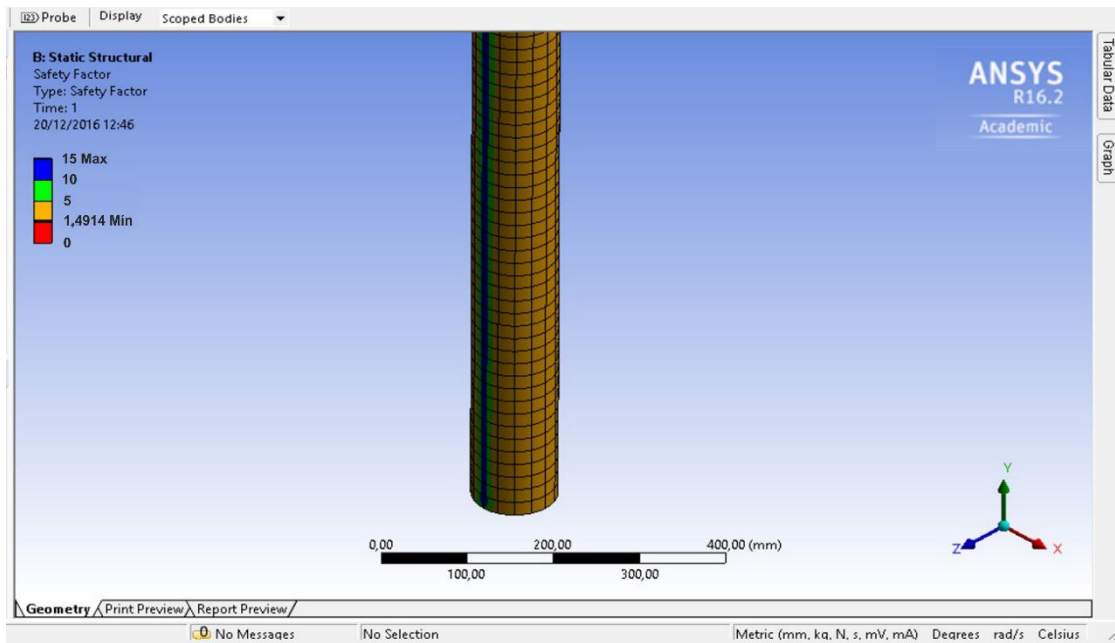 Probe Display Scoped Bodies
B: Static Structural
Safety Factor
Type: Safety Factor
Time: 1
20/12/2016 12:46
15 Max
10
5
1,4914 Min
0
ANSYS
R16.2
Academic
Tabular Data
Graph
0,00 200,00 400,00 (mm)
100,00 300,00
Y
Z X
Geometry Print Preview Report Preview
0 No Messages No Selection Metric (mm, kg, N, s, mV, mA) Degrees rad/s Celsius